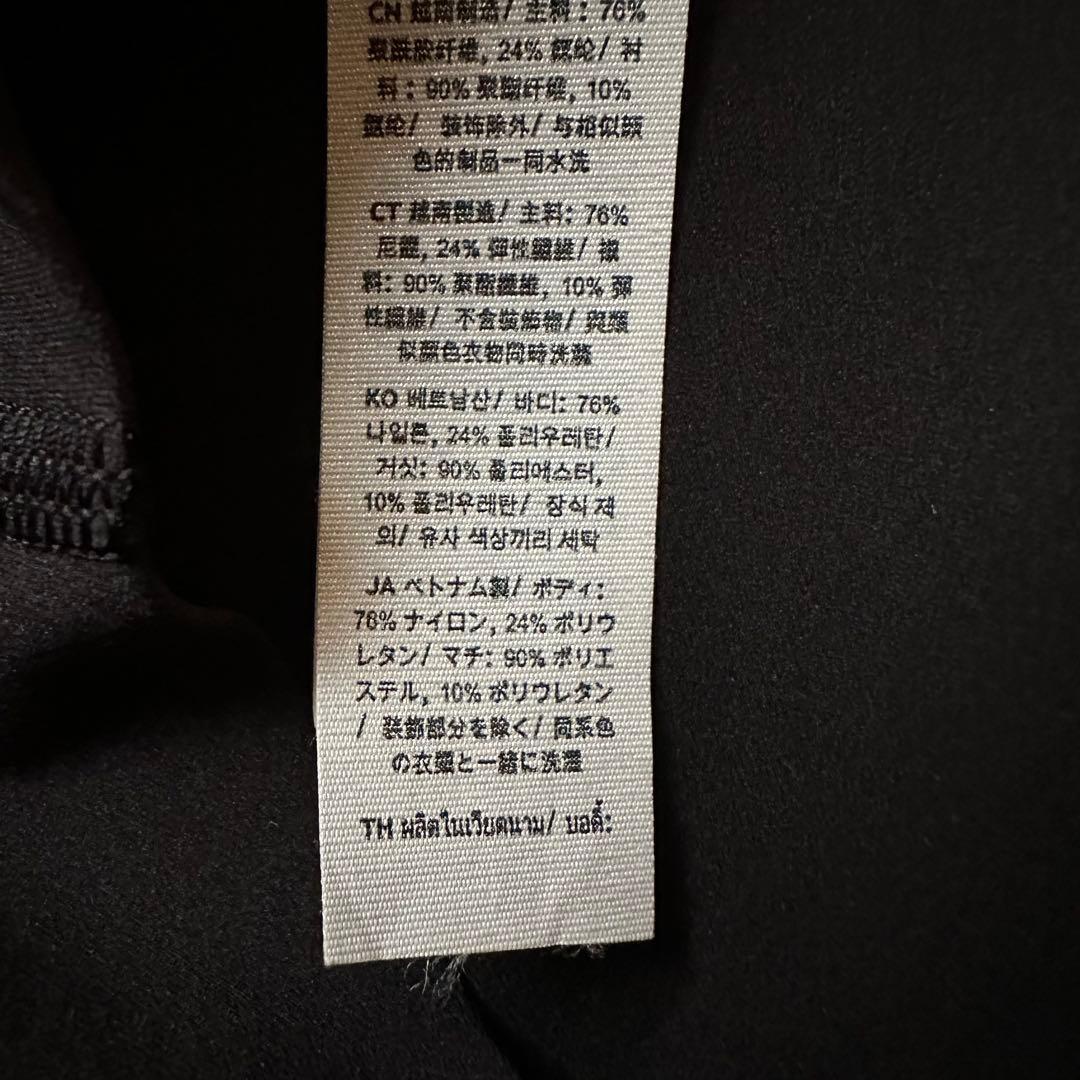 CN 越南制造/ 主料: 76%
聚酰胺纤维, 24% 氨纶/ 衬
料: 90% 聚酯纤维, 10%
氨纶/ 装饰除外/ 与相似颜
色的制品一同水洗
CT 越南製造/ 主料: 76%
尼龍, 24% 彈性纖維/ 襠
料: 90% 聚酯纖維, 10% 彈
性纖維/ 不含裝飾物/ 與類
似顏色衣物同時洗滌
KO 베트남산/ 바디: 76%
나일론, 24% 폴리우레탄/
거싯: 90% 폴리에스터,
10% 폴리우레탄/ 장식 제
외/ 유사 색상끼리 세탁
JA ベトナム製/ ボディ:
76% ナイロン, 24% ポリウ
レタン/ マチ: 90% ポリエ
ステル, 10% ポリウレタン
/ 装飾部分を除く/ 同系色
の衣類と一緒に洗濯
TH ผลิตในเวียดนาม/ บอดี้: